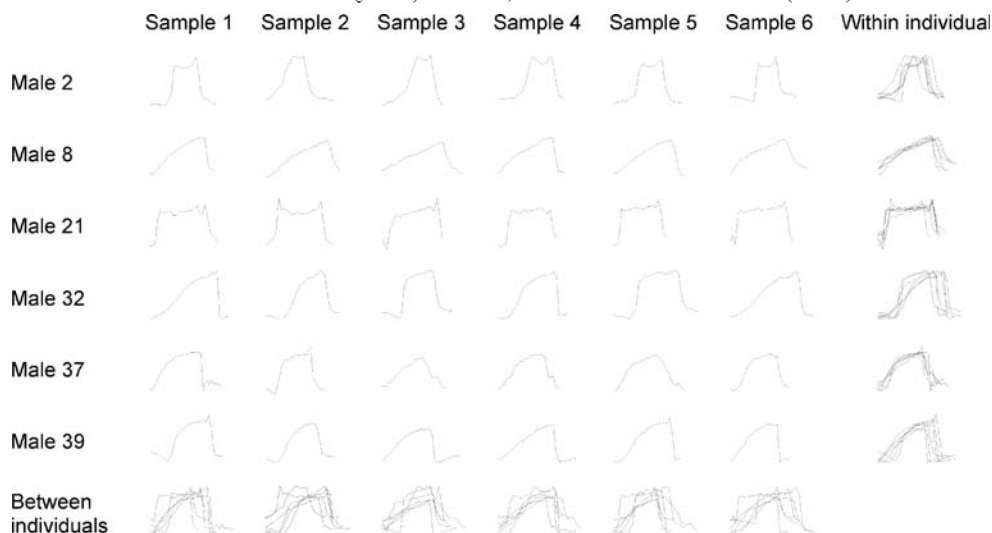 Sample 1 Sample 2 Sample 3 Sample 4 Sample 5 Sample 6 Within individual
Male 2
Male 8
Male 21
Male 32
Male 37
Male 39
Between
individuals